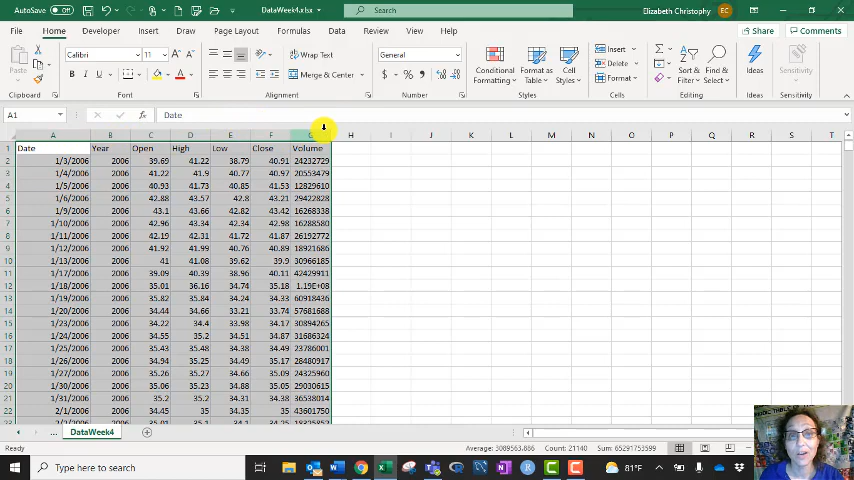 AutoSave Off DataWeek4.xlsx Search Elizabeth Christophy EC
File Home Developer Insert Draw Page Layout Formulas Data Review View Help Share Comments
Paste Calibri 11 A A Wrap Text General Conditional Formatting Format as Table Cell Styles Insert Delete Format Sort & Filter Find & Select Ideas Sensitivity
B I U A Merge & Center $ % 9
Clipboard Font Alignment Number Styles Cells Editing Ideas Sensitivity
A1 fx Date
A B C D E F G H I J K L M N O P Q R S T
1 Date Year Open High Low Close Volume
2 1/3/2006 2006 39.69 41.22 38.79 40.91 24232729
3 1/4/2006 2006 41.22 41.9 40.77 40.97 20553479
4 1/5/2006 2006 40.93 41.73 40.85 41.53 12829610
5 1/6/2006 2006 42.88 43.57 42.8 43.21 29422828
6 1/9/2006 2006 43.1 43.66 42.82 43.42 16268338
7 1/10/2006 2006 42.96 43.34 42.34 42.98 16288580
8 1/11/2006 2006 42.19 42.31 41.72 41.87 26192772
9 1/12/2006 2006 41.92 41.99 40.76 40.89 18921686
10 1/13/2006 2006 41 41.08 39.62 39.9 30966185
11 1/17/2006 2006 39.09 40.39 38.96 40.11 42429911
12 1/18/2006 2006 35.01 36.16 34.74 35.18 1.19E+08
13 1/19/2006 2006 35.82 35.84 24.24 34.33 60918436
14 1/20/2006 2006 34.44 34.66 33.21 33.74 57681688
15 1/23/2006 2006 34.22 34.4 33.98 34.17 30894265
16 1/24/2006 2006 34.55 35.2 34.51 34.87 31686324
17 1/25/2006 2006 35.43 35.48 34.38 34.49 23786001
18 1/26/2006 2006 34.94 35.25 34.49 35.17 28480917
19 1/27/2006 2006 35.26 35.27 34.66 35.09 24325960
20 1/30/2006 2006 35.06 35.23 34.88 35.05 29030615
21 1/31/2006 2006 35.2 35.2 34.31 34.38 36538014
22 2/1/2006 2006 34.45 35 34.45 35 43601750
... DataWeek4
Ready Average: 3089563.886 Count: 21140 Sum: 65291753599
Type here to search 81°F